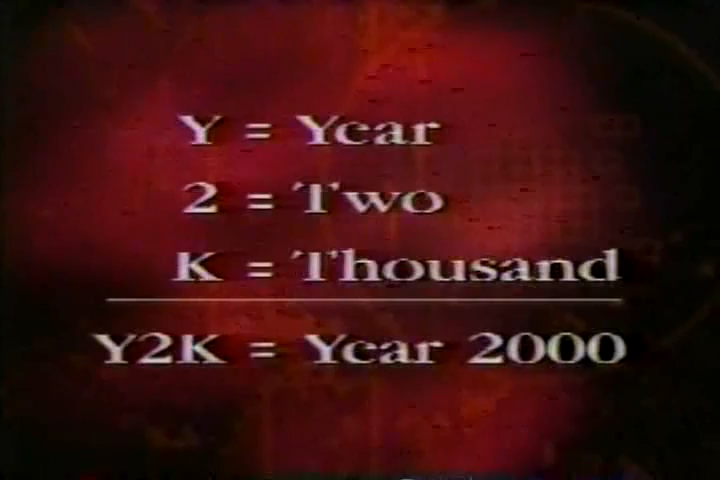 Y = Year
2 = Two
K = Thousand
Y2K = Year 2000